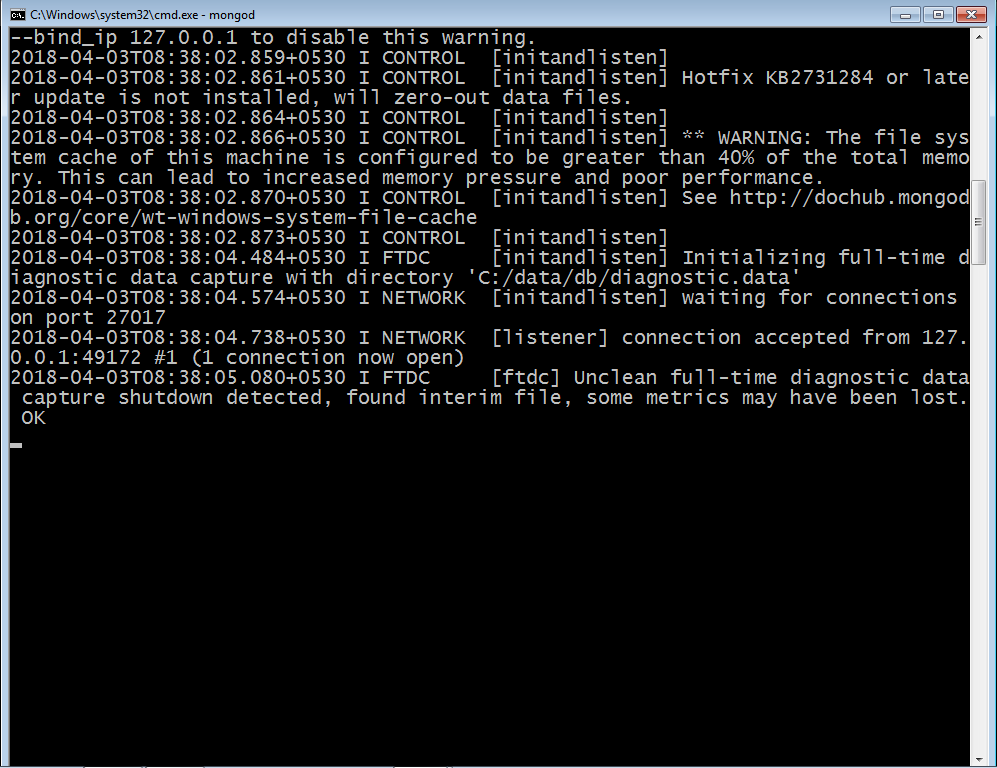 C:\Windows\system32\cmd.exe - mongod
--bind_ip 127.0.0.1 to disable this warning.
2018-04-03T08:38:02.859+0530 I CONTROL  [initandlisten]
2018-04-03T08:38:02.861+0530 I CONTROL  [initandlisten] Hotfix KB2731284 or late
r update is not installed, will zero-out data files.
2018-04-03T08:38:02.864+0530 I CONTROL  [initandlisten]
2018-04-03T08:38:02.866+0530 I CONTROL  [initandlisten] ** WARNING: The file sys
tem cache of this machine is configured to be greater than 40% of the total memo
ry. This can lead to increased memory pressure and poor performance.
2018-04-03T08:38:02.870+0530 I CONTROL  [initandlisten] See http://dochub.mongod
b.org/core/wt-windows-system-file-cache
2018-04-03T08:38:02.873+0530 I CONTROL  [initandlisten]
2018-04-03T08:38:04.484+0530 I FTDC     [initandlisten] Initializing full-time d
iagnostic data capture with directory 'C:/data/db/diagnostic.data'
2018-04-03T08:38:04.574+0530 I NETWORK  [initandlisten] waiting for connections
on port 27017
2018-04-03T08:38:04.738+0530 I NETWORK  [listener] connection accepted from 127.
0.0.1:49172 #1 (1 connection now open)
2018-04-03T08:38:05.080+0530 I FTDC     [ftdc] Unclean full-time diagnostic data
 capture shutdown detected, found interim file, some metrics may have been lost.
 OK